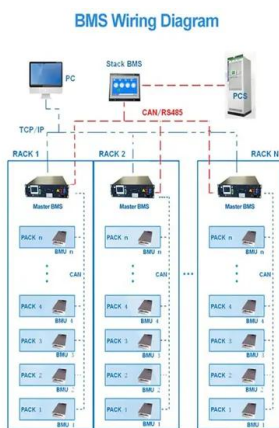 BMS Wiring Diagram
PC
Stack BMS
PCS
CAN/RS485
TCP/IP
RACK 1
RACK 2
RACK N
Master BMS
Master BMS
Master BMS
PACK n
PACK n
PACK n
BMU n
BMU n
BMU n
CAN
CAN
CAN
PACK 4
PACK 4
PACK 4
BMU 4
BMU 4
BMU 4
PACK 3
PACK 3
PACK 3
BMU 3
BMU 3
BMU 3
PACK 2
PACK 2
PACK 2
BMU 2
BMU 2
BMU 2
PACK 1
PACK 1
PACK 1
BMU 1
BMU 1
BMU 1